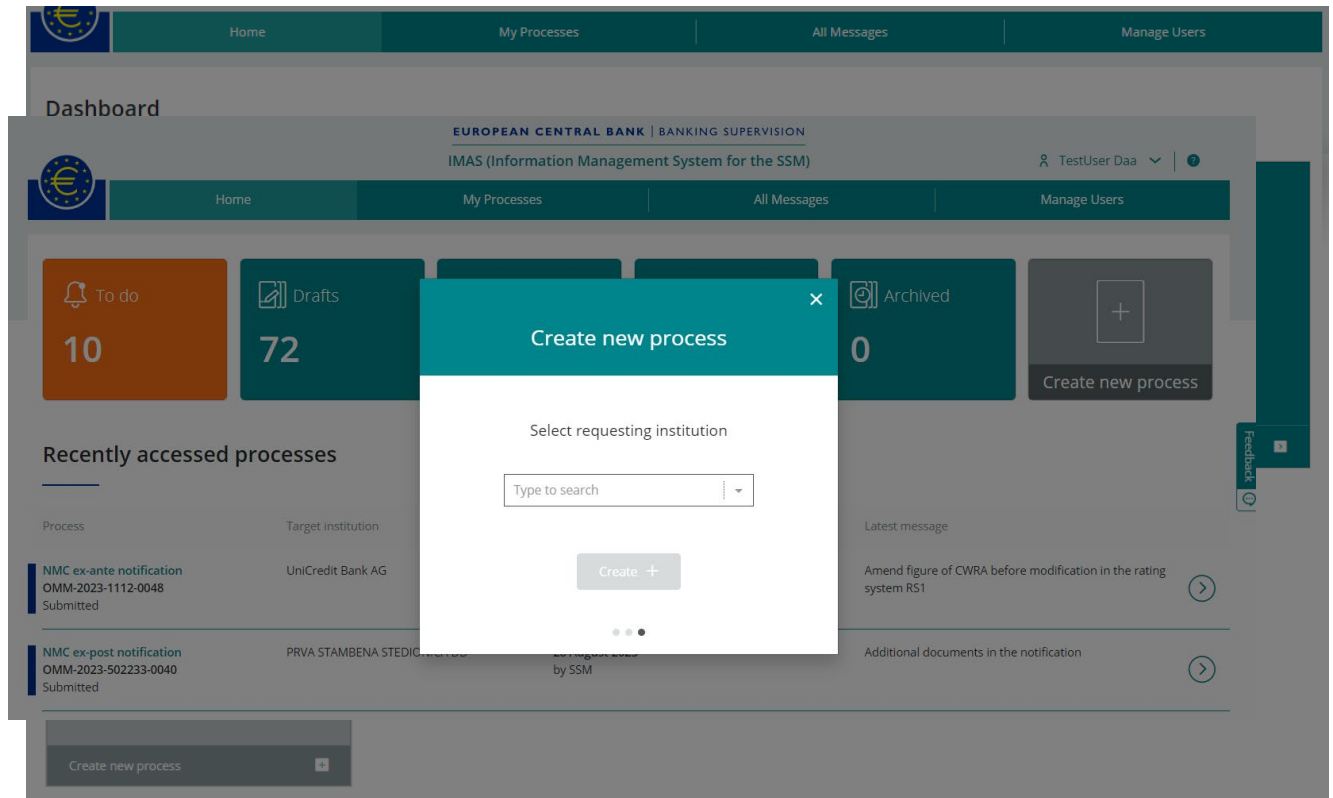 Home
My Processes
All Messages
Manage Users
Dashboard
EUROPEAN CENTRAL BANK | BANKING SUPERVISION
IMAS (Information Management System for the SSM)
TestUser Daa
?
Home
My Processes
All Messages
Manage Users
To do
10
Drafts
72
Archived
0
Create new process
Create new process
Select requesting institution
Type to search
Create +
Recently accessed processes
Feedback
Process
Target institution
Latest message
NMC ex-ante notification
OMM-2023-1112-0048
Submitted
UniCredit Bank AG
Amend figure of CWRA before modification in the rating
system RS1
NMC ex-post notification
OMM-2023-502233-0040
Submitted
PRVA STAMBENA
by SSM
Additional documents in the notification
Create new process